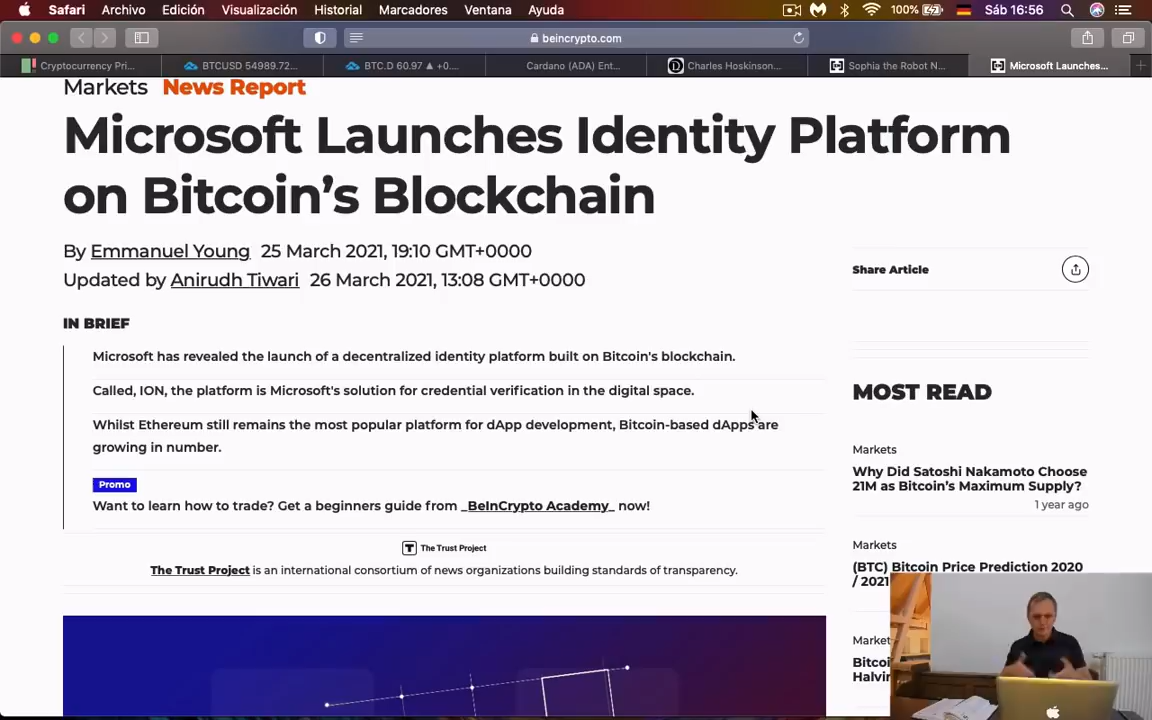 Safari Archivo Edición Visualización Historial Marcadores Ventana Ayuda 100% Sáb 16:56
beincrypto.com
Cryptocurrency Pri... BTCUSD 54989.72... BTC.D 60.97 ▲ +0.... Cardano (ADA) Ent... Charles Hoskinson... Sophia the Robot N... Microsoft Launches...
Markets News Report
Microsoft Launches Identity Platform
on Bitcoin's Blockchain
By Emmanuel Young 25 March 2021, 19:10 GMT+0000
Updated by Anirudh Tiwari 26 March 2021, 13:08 GMT+0000
Share Article
IN BRIEF
Microsoft has revealed the launch of a decentralized identity platform built on Bitcoin's blockchain.
Called, ION, the platform is Microsoft's solution for credential verification in the digital space.
Whilst Ethereum still remains the most popular platform for dApp development, Bitcoin-based dApps are
growing in number.
Promo
Want to learn how to trade? Get a beginners guide from _BeInCrypto Academy_ now!
The Trust Project
The Trust Project is an international consortium of news organizations building standards of transparency.
MOST READ
Markets
Why Did Satoshi Nakamoto Choose
21M as Bitcoin's Maximum Supply?
1 year ago
Markets
(BTC) Bitcoin Price Prediction 2020
/ 2021